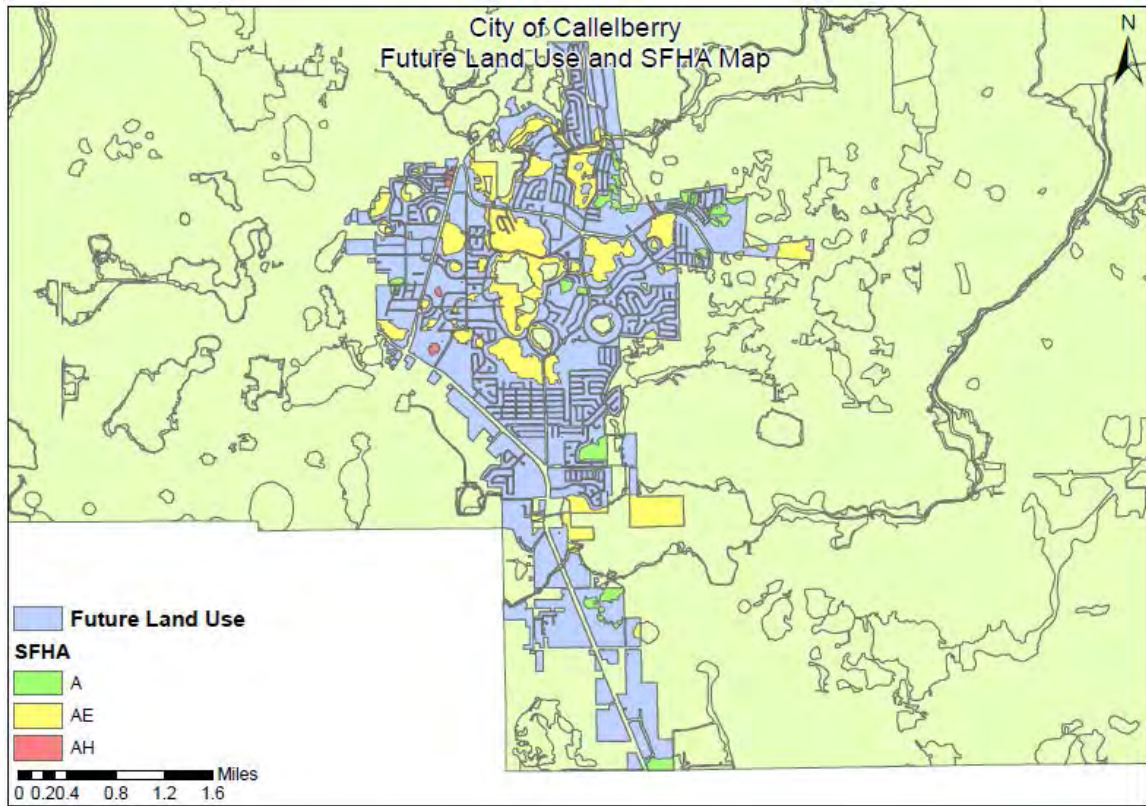 City of Callelberry
Future Land Use and SFHA Map
N
Future Land Use
SFHA
A
AE
AH
Miles
0 0.20.4 0.8 1.2 1.6